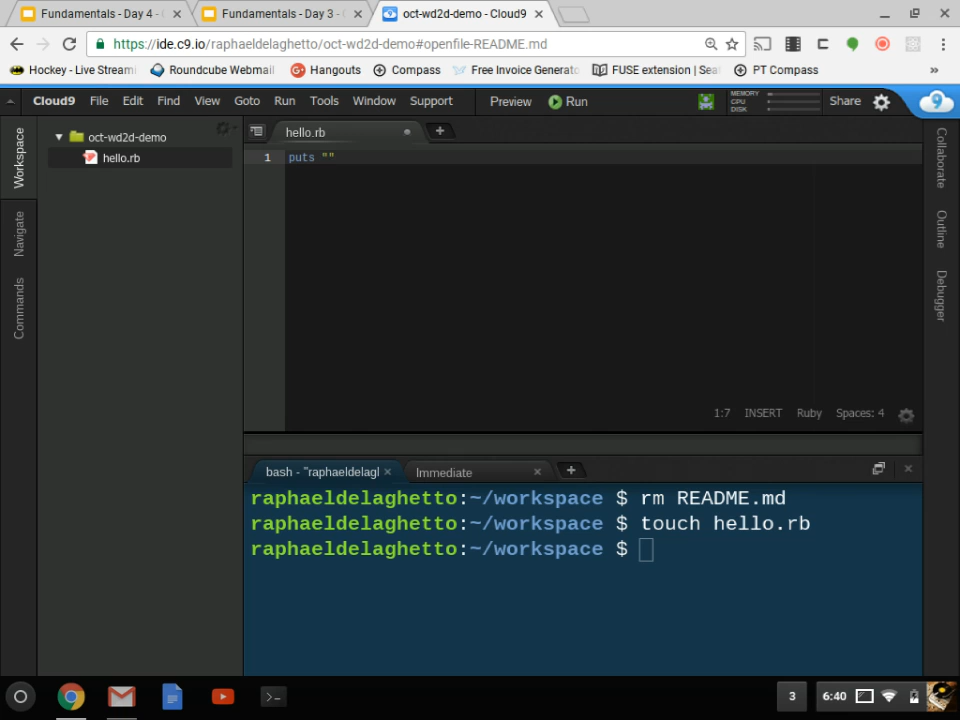 Fundamentals - Day 4 -
Fundamentals - Day 3 -
oct-wd2d-demo - Cloud9
https://ide.c9.io/raphaeldelaghetto/oct-wd2d-demo#openfile-README.md
Hockey - Live Streami
Roundcube Webmail
Hangouts
Compass
Free Invoice Generato
FUSE extension | Sea
PT Compass
»
Cloud9 File Edit Find View Goto Run Tools Window Support Preview Run
MEMORY
CPU
DISK
Share
Workspace
Navigate
Commands
oct-wd2d-demo
hello.rb
hello.rb
1 puts ""
1:7 INSERT Ruby Spaces: 4
Collaborate
Outline
Debugger
bash - "raphaeldelagl
Immediate
raphaeldelaghetto:~/workspace $ rm README.md
raphaeldelaghetto:~/workspace $ touch hello.rb
raphaeldelaghetto:~/workspace $
3
6:40